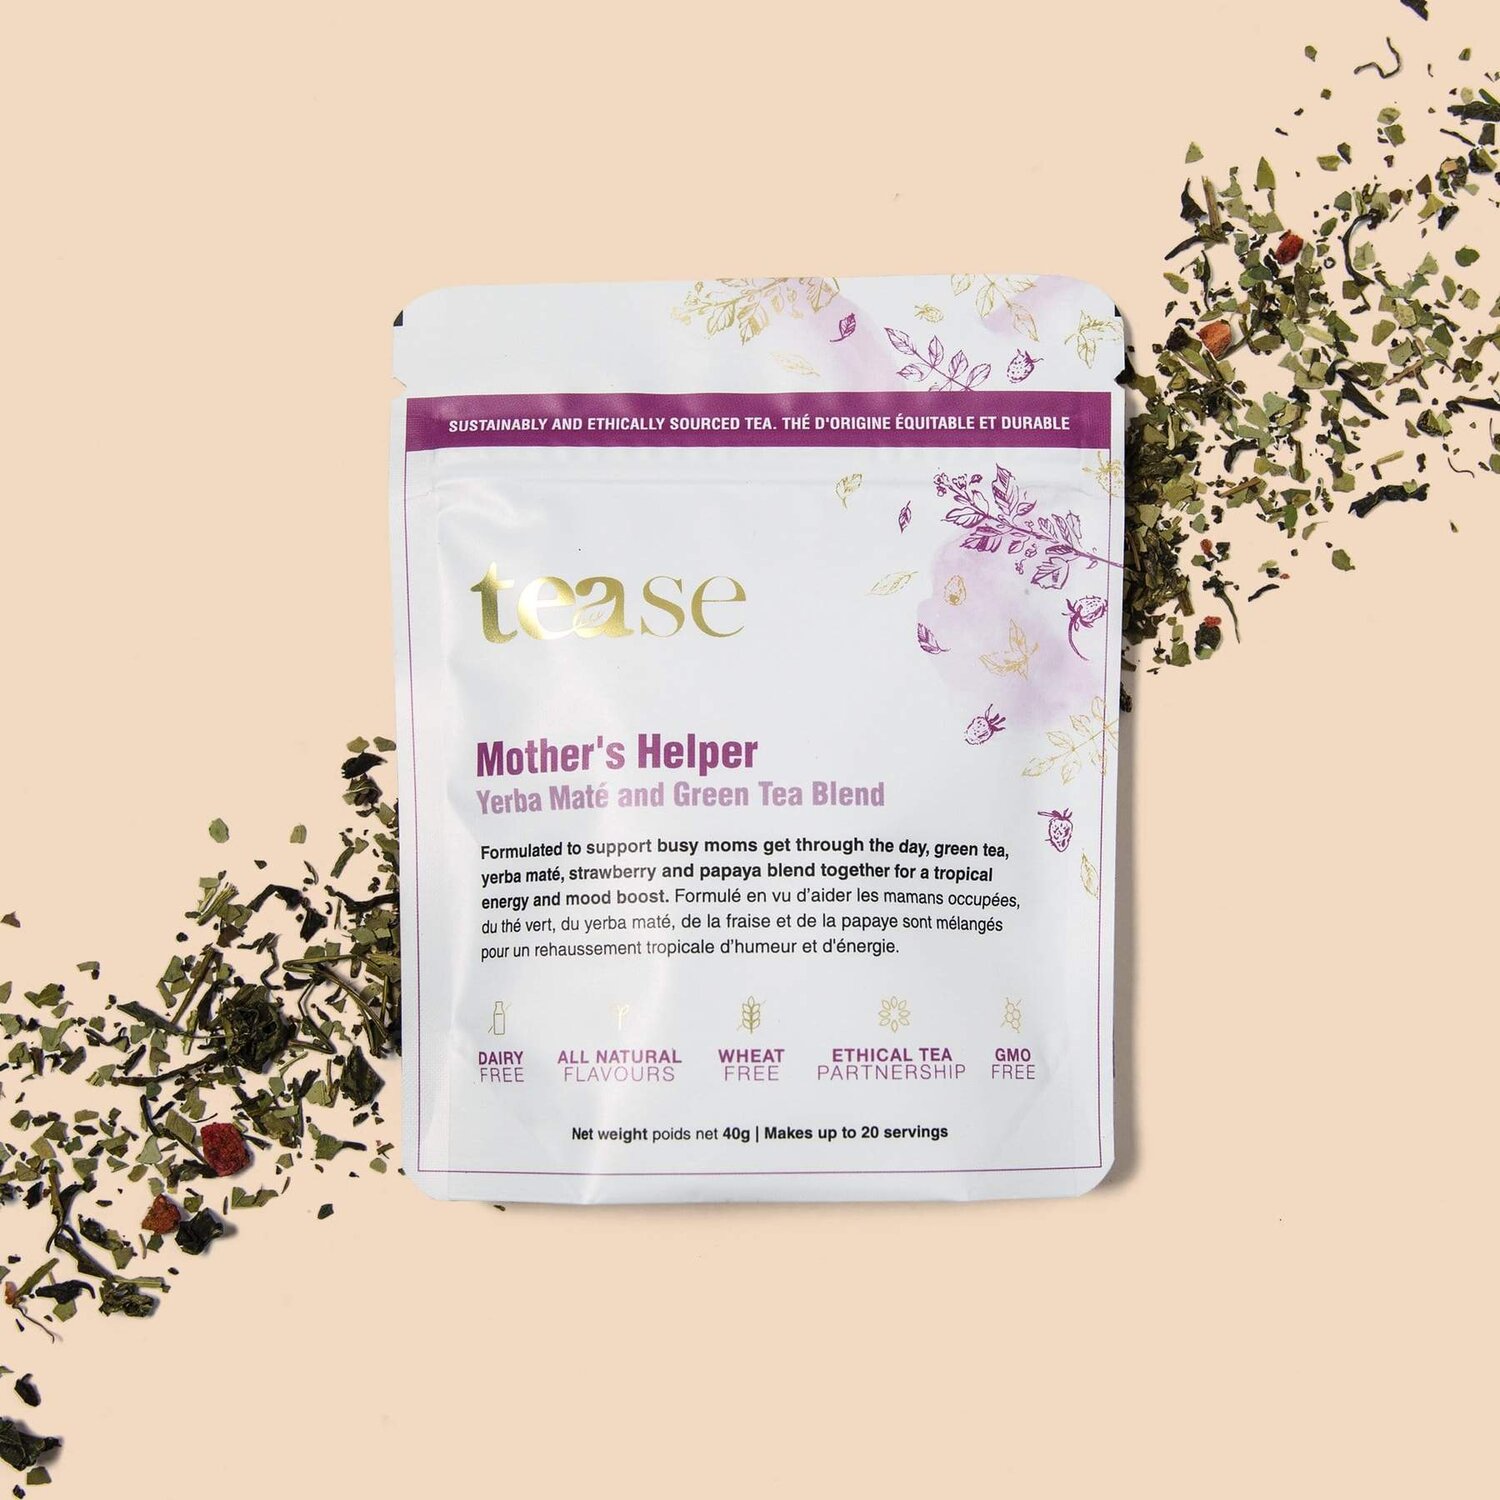 SUSTAINABLY AND ETHICALLY SOURCED TEA. THÉ D'ORIGINE ÉQUITABLE ET DURABLE
tease
Mother's Helper
Yerba Maté and Green Tea Blend
Formulated to support busy moms get through the day, green tea,
yerba maté, strawberry and papaya blend together for a tropical
energy and mood boost. Formulé en vu d'aider les mamans occupées,
du thé vert, du yerba maté, de la fraise et de la papaye sont mélangés
pour un rehaussement tropicale d'humeur et d'énergie.
DAIRY
FREE
ALL NATURAL
FLAVOURS
WHEAT
FREE
ETHICAL TEA
PARTNERSHIP
GMO
FREE
Net weight poids net 40g | Makes up to 20 servings